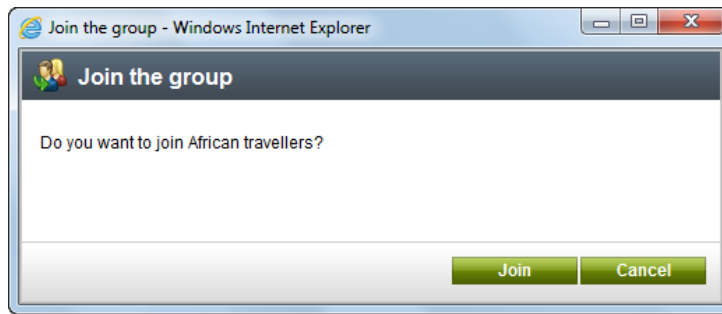 Join the group - Windows Internet Explorer
Join the group
Do you want to join African travellers?
Join
Cancel